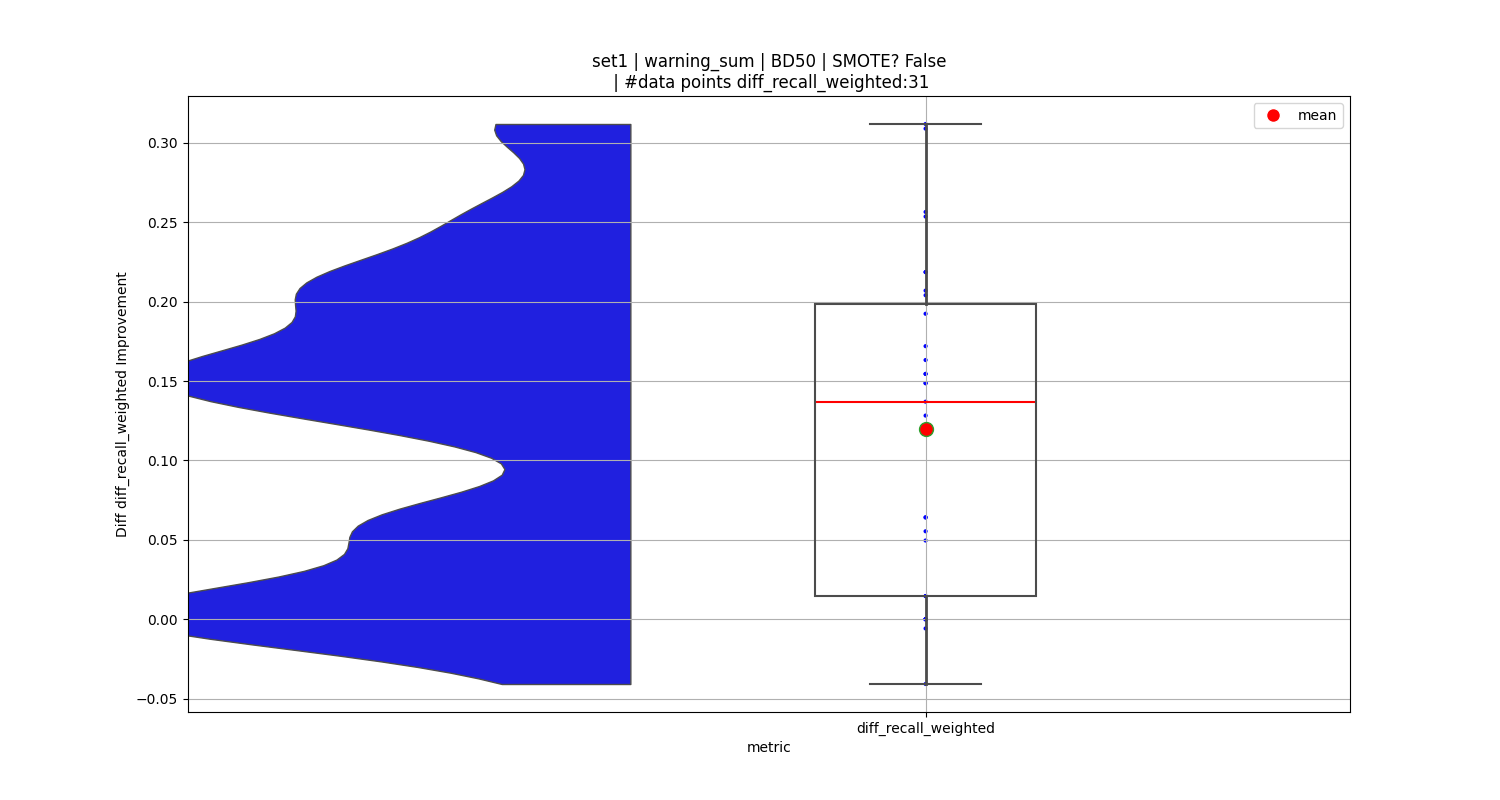 set1 | warning_sum | BD50 | SMOTE? False
| #data points diff_recall_weighted:31
mean
0.30
0.25
0.20
0.15
0.10
0.05
0.00
−0.05
Diff diff_recall_weighted Improvement
diff_recall_weighted
metric